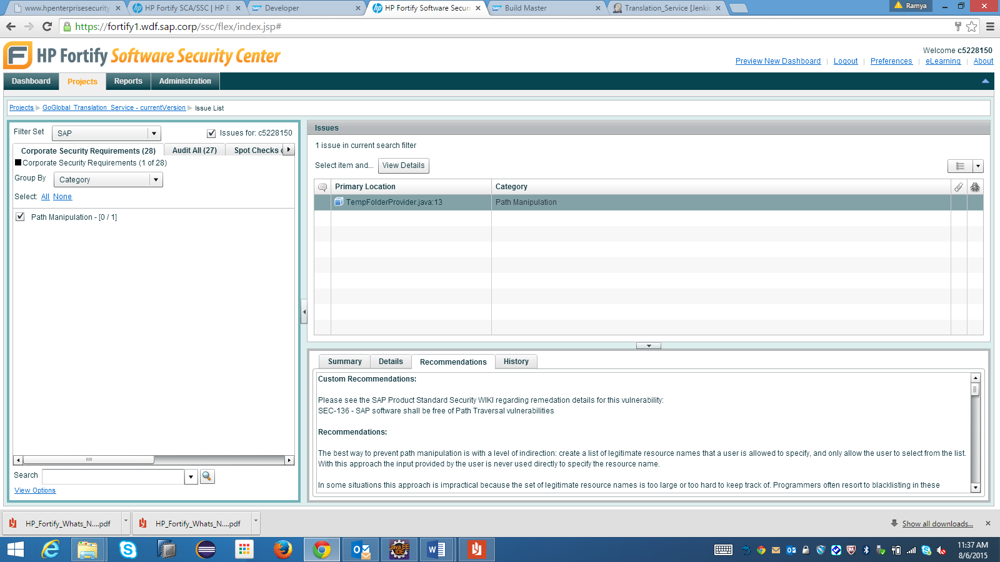 www.hpenterprisesecurity
HP Fortify SCA/SSC | HP E
Developer
HP Fortify Software Securi
Build Master
Translation_Service [Jenki
Ramya
https://fortify1.wdf.sap.corp/ssc/flex/index.jsp#
HP Fortify Software Security Center
Welcome c5228150
Preview New Dashboard | Logout | Preferences | eLearning | About
Dashboard Projects Reports Administration
Projects GoGlobal_Translation_Service - currentVersion Issue List
Filter Set SAP Issues for: c5228150
Corporate Security Requirements (28) Audit All (27) Spot Checks
Corporate Security Requirements (1 of 28)
Group By Category
Select: All None
Path Manipulation - [0 / 1]
Search
View Options
Issues
1 issue in current search filter
Select item and... View Details
Primary Location Category
TempFolderProvider.java:13 Path Manipulation
Summary Details Recommendations History
Custom Recommendations:
Please see the SAP Product Standard Security WIKI regarding remedation details for this vulnerability:
SEC-136 - SAP software shall be free of Path Traversal vulnerabilities
Recommendations:
The best way to prevent path manipulation is with a level of indirection: create a list of legitimate resource names that a user is allowed to specify, and only allow the user to select from the list.
With this approach the input provided by the user is never used directly to specify the resource name.
In some situations this approach is impractical because the set of legitimate resource names is too large or too hard to keep track of. Programmers often resort to blacklisting in these
HP_Fortify_Whats_N....pdf
HP_Fortify_Whats_N....pdf
Show all downloads...
Java EE
IDE
11:37 AM
8/6/2015